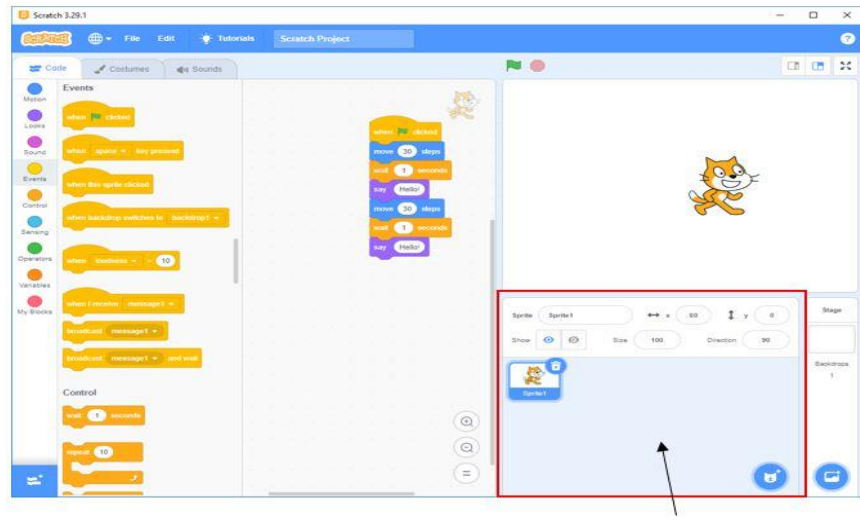 Scratch 3.29.1
SCRATCH File Edit Tutorials Scratch Project
Code Costumes Sounds
Motion
Looks
Sound
Events
Control
Sensing
Operators
Variables
My Blocks
Events
when clicked
when space key pressed
when this sprite clicked
when backdrop switches to backdrop1
when loudness > 10
when I receive message1
broadcast message1
broadcast message1 and wait
Control
wait 1 seconds
repeat 10
when clicked
move 30 steps
wait 1 seconds
say Hello!
move 30 steps
wait 1 seconds
say Hello!
Sprite Sprite1 x 60 y 0
Show Size 100 Direction 90
Sprite1
Stage
Backdrops
1